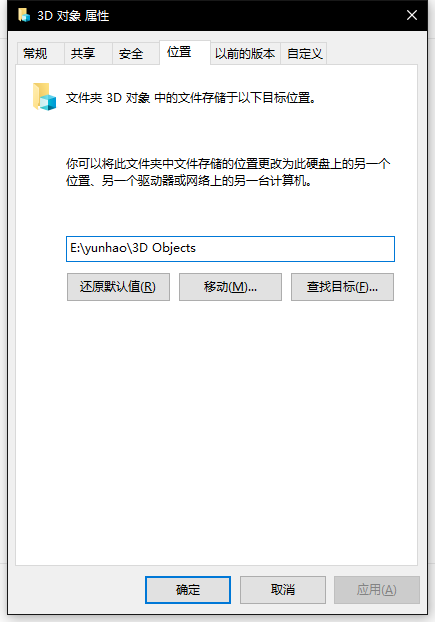 3D 对象 属性
常规 共享 安全 位置 以前的版本 自定义
文件夹 3D 对象 中的文件存储于以下目标位置。
你可以将此文件夹中文件存储的位置更改为此硬盘上的另一个
位置、另一个驱动器或网络上的另一台计算机。
E:\yunhao\3D Objects
还原默认值(R) 移动(M)... 查找目标(F)...
确定 取消 应用(A)